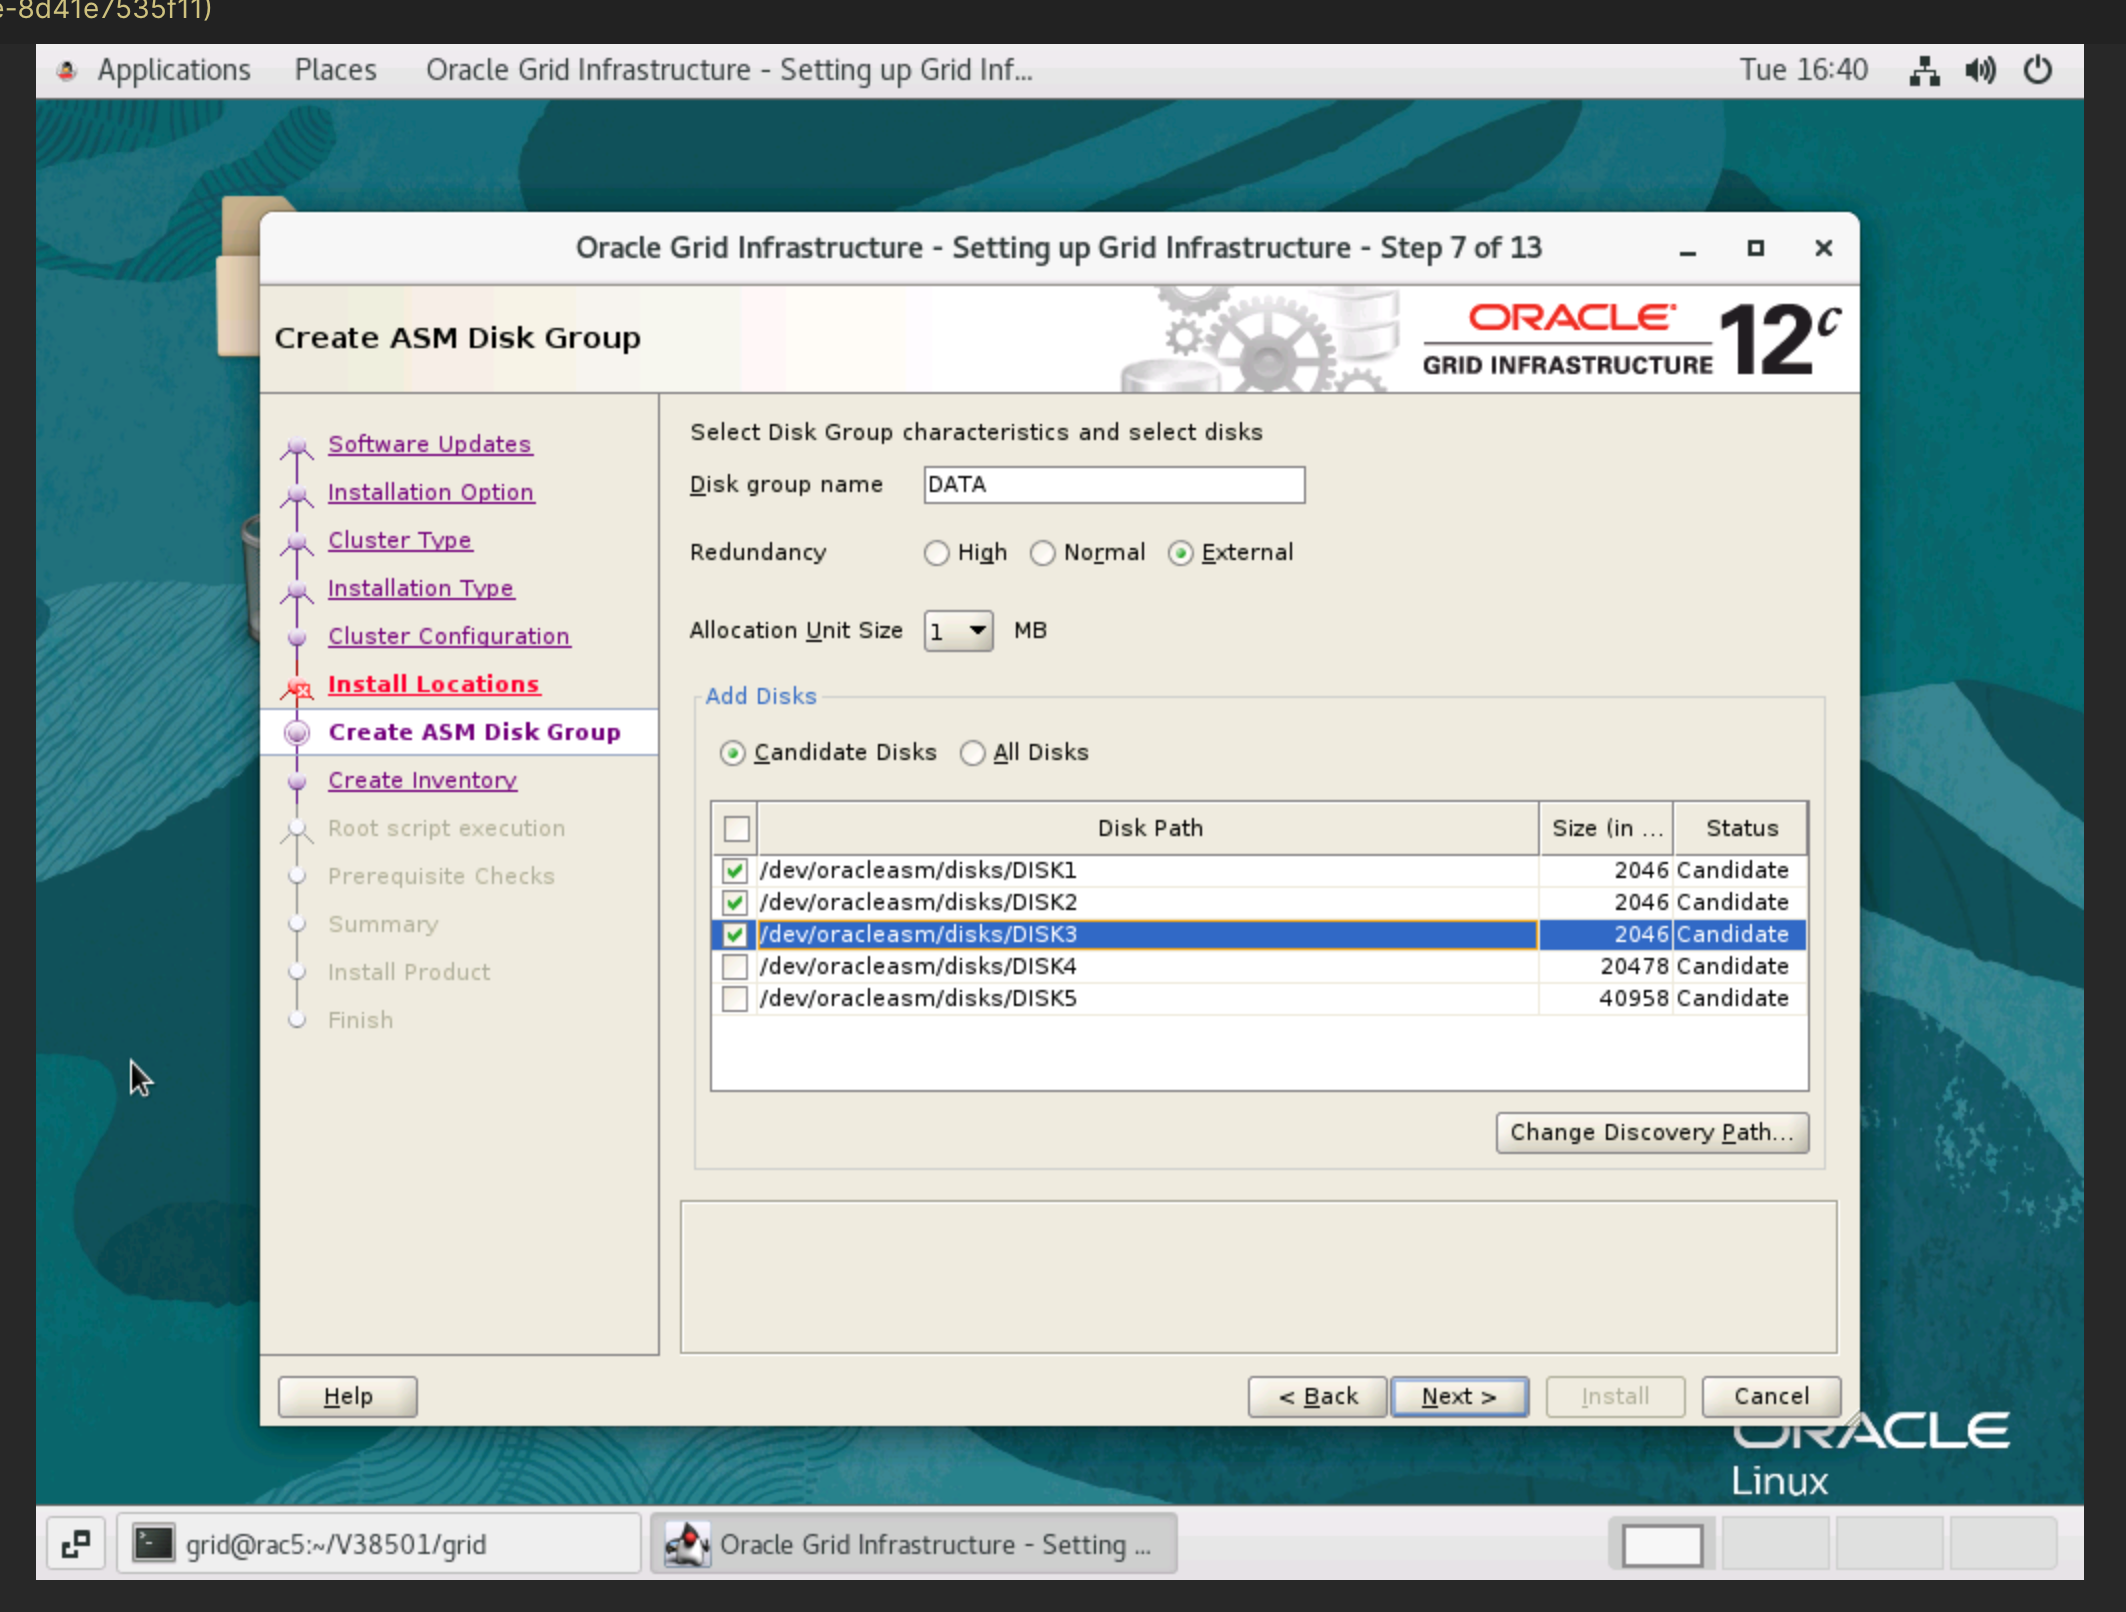 e-8d41e7535f11)
Applications Places Oracle Grid Infrastructure - Setting up Grid Inf... Tue 16:40
Oracle Grid Infrastructure - Setting up Grid Infrastructure - Step 7 of 13
Create ASM Disk Group
ORACLE
GRID INFRASTRUCTURE
12c
Software Updates
Installation Option
Cluster Type
Installation Type
Cluster Configuration
Install Locations
Create ASM Disk Group
Create Inventory
Root script execution
Prerequisite Checks
Summary
Install Product
Finish
Select Disk Group characteristics and select disks
Disk group name DATA
Redundancy High Normal External
Allocation Unit Size 1 MB
Add Disks
Candidate Disks All Disks
Disk Path Size (in ... Status
/dev/oracleasm/disks/DISK1 2046 Candidate
/dev/oracleasm/disks/DISK2 2046 Candidate
/dev/oracleasm/disks/DISK3 2046 Candidate
/dev/oracleasm/disks/DISK4 20478 Candidate
/dev/oracleasm/disks/DISK5 40958 Candidate
Change Discovery Path...
Help < Back Next > Install Cancel
ORACLE
Linux
grid@rac5:~/V38501/grid Oracle Grid Infrastructure - Setting ...